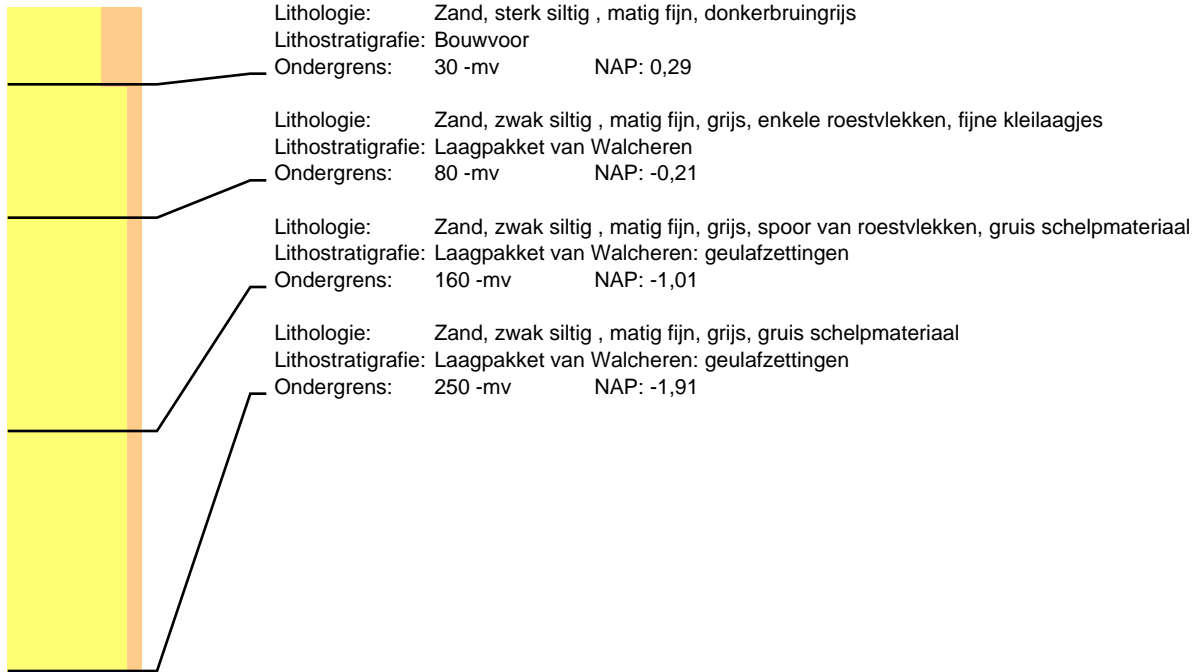 Lithologie: Zand, sterk siltig , matig fijn, donkerbruingrijs
Lithostratigrafie: Bouwvoor
Ondergrens: 30 -mv NAP: 0,29
Lithologie: Zand, zwak siltig , matig fijn, grijs, enkele roestvlekken, fijne kleilaagjes
Lithostratigrafie: Laagpakket van Walcheren
Ondergrens: 80 -mv NAP: -0,21
Lithologie: Zand, zwak siltig , matig fijn, grijs, spoor van roestvlekken, gruis schelpmateriaal
Lithostratigrafie: Laagpakket van Walcheren: geulafzettingen
Ondergrens: 160 -mv NAP: -1,01
Lithologie: Zand, zwak siltig , matig fijn, grijs, gruis schelpmateriaal
Lithostratigrafie: Laagpakket van Walcheren: geulafzettingen
Ondergrens: 250 -mv NAP: -1,91